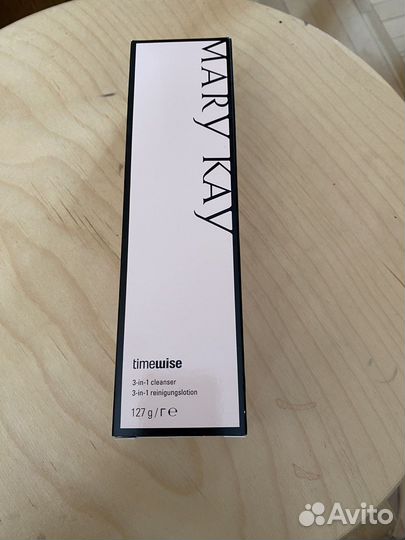 MARY KAY
timewise
3-in-1 cleanser
3-in-1 reinigungslotion
127 g/г ℮
Avito